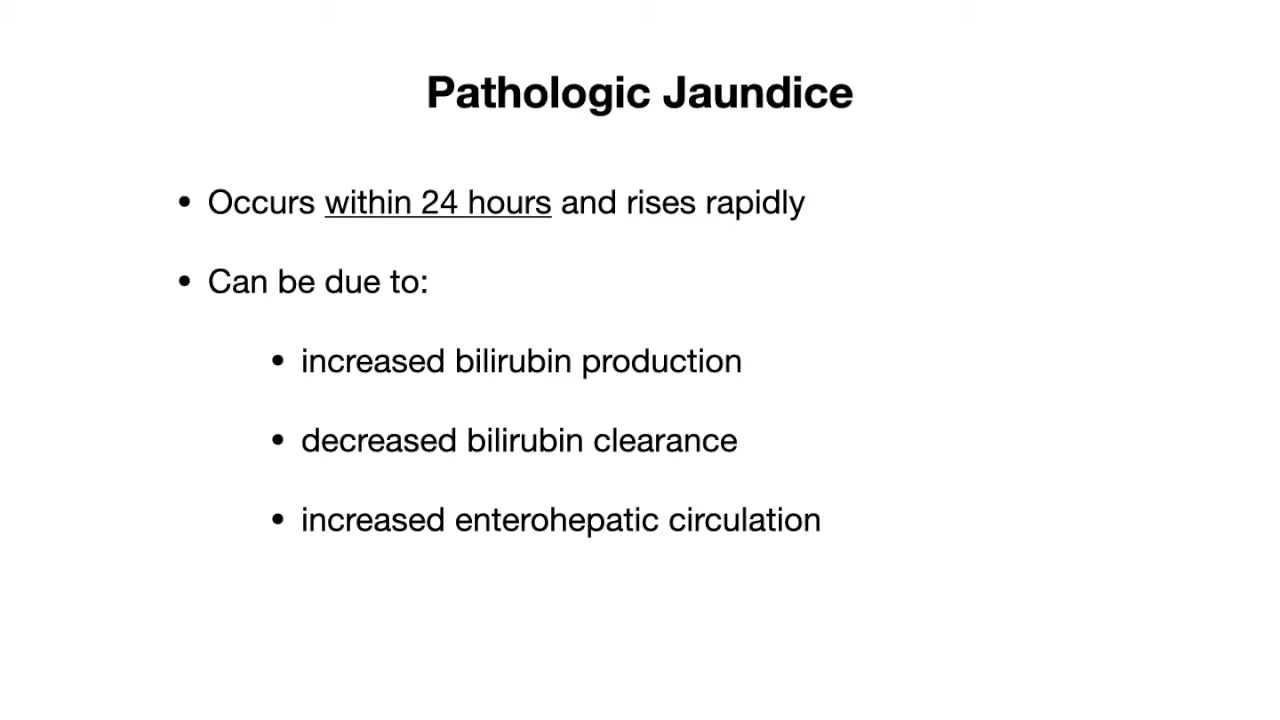 Pathologic Jaundice
• Occurs within 24 hours and rises rapidly
• Can be due to:
• increased bilirubin production
• decreased bilirubin clearance
• increased enterohepatic circulation